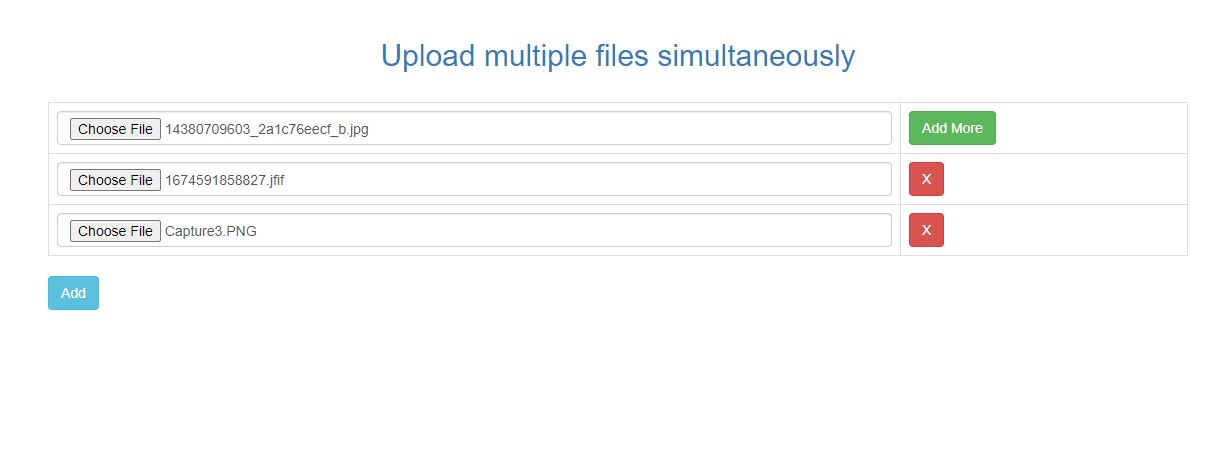 Upload multiple files simultaneously
Choose File 14380709603_2a1c76eecf_b.jpg Add More
Choose File 1674591858827.jfif X
Choose File Capture3.PNG X
Add